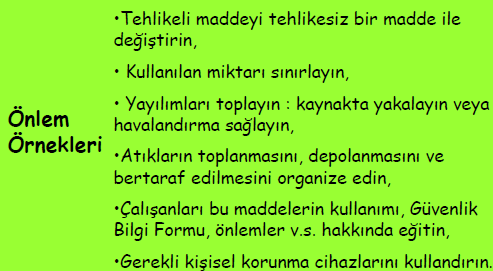 Önlem
Örnekleri
•Tehlikeli maddeyi tehlikesiz bir madde ile
değiştirin,
• Kullanılan miktarı sınırlayın,
• Yayılımları toplayın : kaynakta yakalayın veya
havalandırma sağlayın,
•Atıkların toplanmasını, depolanmasını ve
bertaraf edilmesini organize edin,
•Çalışanları bu maddelerin kullanımı, Güvenlik
Bilgi Formu, önlemler v.s. hakkında eğitin,
•Gerekli kişisel korunma cihazlarını kullandırın.